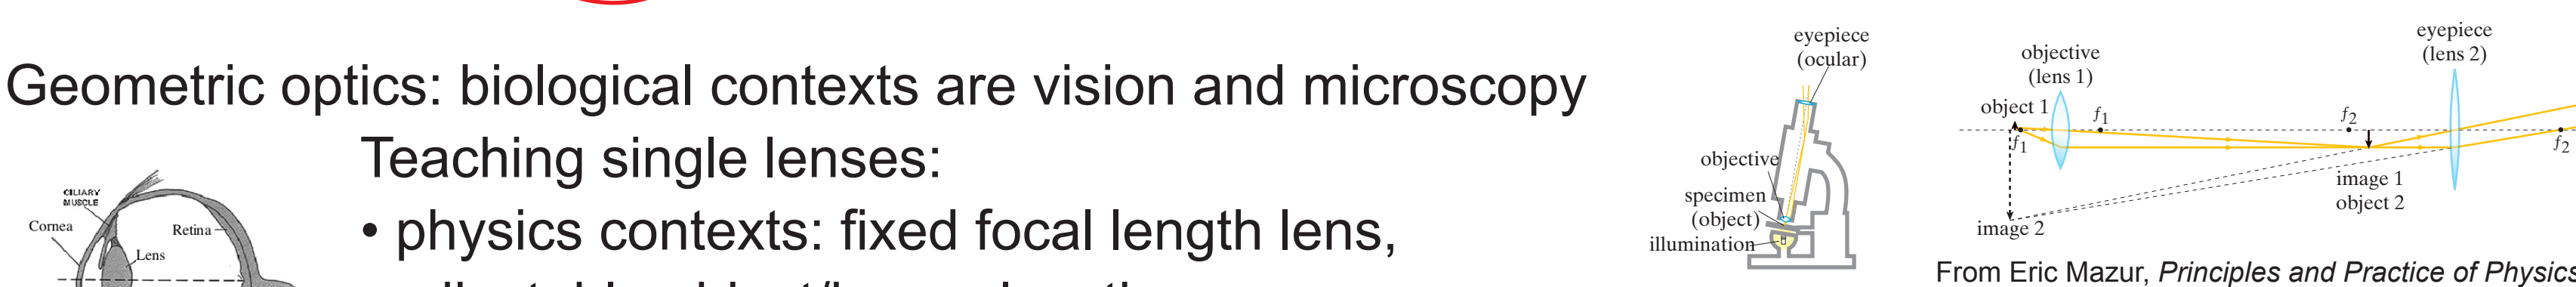 Geometric optics: biological contexts are vision and microscopy
Teaching single lenses:
• physics contexts: fixed focal length lens,
CILIARY
MUSCLE
Cornea
Retina
Lens
eyepiece
(ocular)
objective
specimen
(object)
illumination
objective
(lens 1)
eyepiece
(lens 2)
object 1
f1
f1
f2
f2
image 1
object 2
image 2
From Eric Mazur, Principles and Practice of Physics